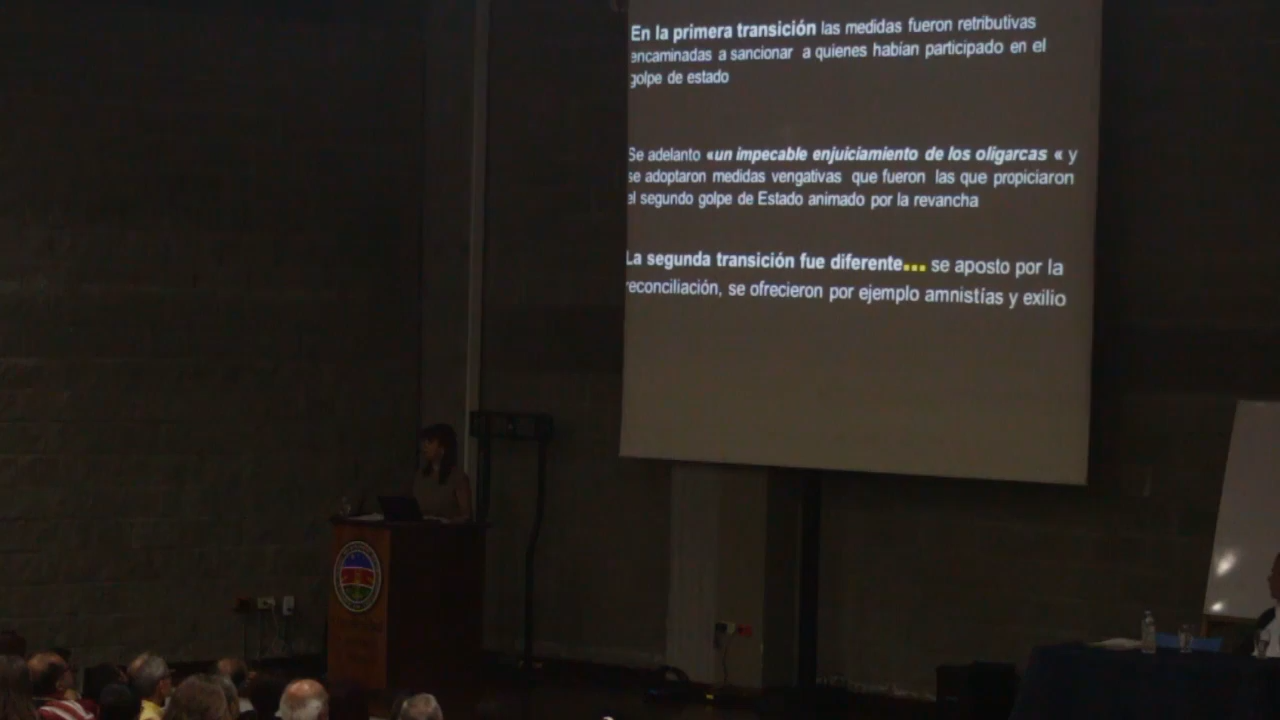 En la primera transición las medidas fueron retributivas
encaminadas a sancionar a quienes habían participado en el
golpe de estado
Se adelanto «un impecable enjuiciamiento de los oligarcas « y
se adoptaron medidas vengativas que fueron las que propiciaron
el segundo golpe de Estado animado por la revancha
La segunda transición fue diferente... se aposto por la
reconciliación, se ofrecieron por ejemplo amnistías y exilio